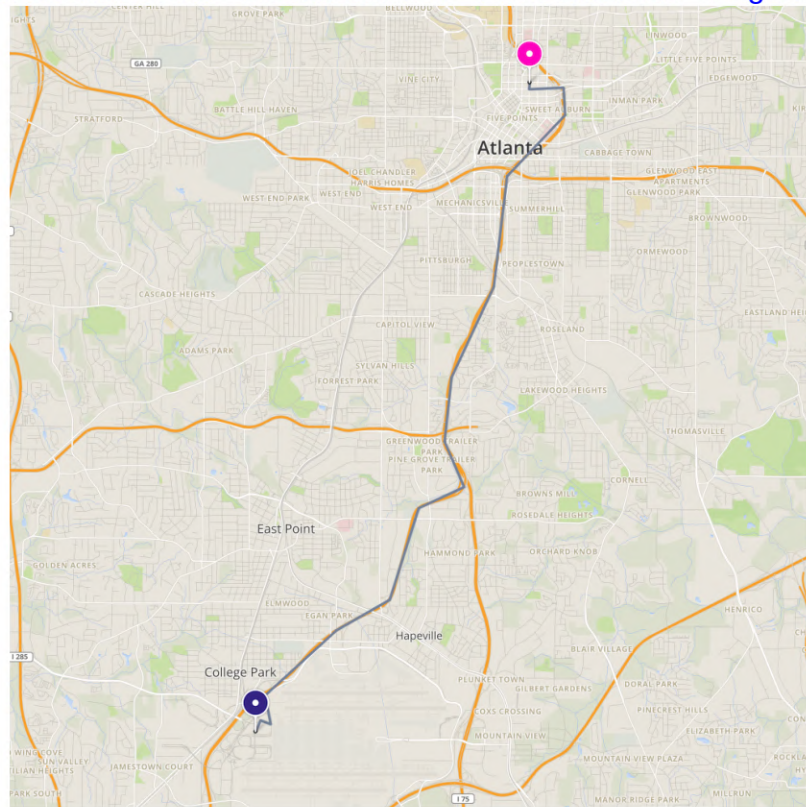 g
CENTER HILL
GROVE PARK
BELLWOOD
HEIGHTS
LINWOOD
GA 280
VINE CITY
LITTLE FIVE POINTS
EDGEWOOD
BATTLE HILL HAVEN
INMAN PARK
STRATFORD
SWEET AUBURN
FIVE POINTS
Atlanta
CABBAGE TOWN
JOEL CHANDLER
HARRIS HOMES
GLENWOOD EAST
APARTMENTS
GLENWOOD PARK
WEST-END PARK
WEST-END
WEST END
MECHANICSVILLE
SUMMERHILL
BROWNWOOD
ORMEWOOD
PITTSBURGH
PEOPLESTOWN
CASCADE HEIGHTS
EASTLAND HEI
CAPITOL VIEW
ROSELAND
ADAMS PARK
SYLVAN HILLS
FORREST PARK
LAKEWOOD HEIGHTS
THOMASVILLE
GREENWOOD TRAILER
PARK
PINE GROVE TRAILER
PARK
CORNELL
BROWNS MILL
ROSEDALE HEIGHTS
East Point
HAMMOND PARK
ORCHARD KNOB
GOLDEN ACRES
ELMWOOD
EGAN PARK
HENRICO
Hapeville
I 285
College Park
BLAIR VILLAGE
PLUNKET TOWN
GILBERT GARDENS
DORAL PARK
COXS CROSSING
PINECREST HILLS
MOUNTAIN VIEW
ELIZABETH PARK
WING COVE
SUN VALLEY
CILIAN HEIGHTS
JAMESTOWN COURT
MOUNTAIN VIEW PLAZA
ROCKL
PARK SOUTH
I 75
MANOR RIDGE PARK
MILLRUN